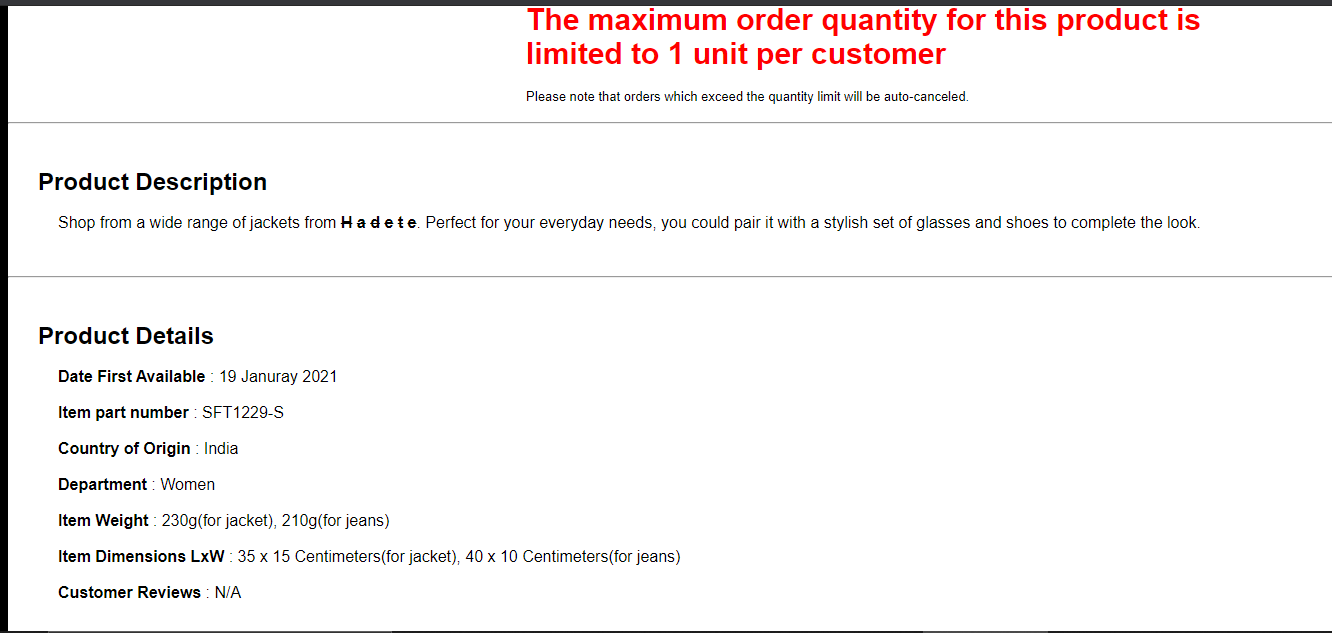 The maximum order quantity for this product is
limited to 1 unit per customer
Please note that orders which exceed the quantity limit will be auto-canceled.
Product Description
Shop from a wide range of jackets from H a d e t e. Perfect for your everyday needs, you could pair it with a stylish set of glasses and shoes to complete the look.
Product Details
Date First Available : 19 Januray 2021
Item part number : SFT1229-S
Country of Origin : India
Department : Women
Item Weight : 230g(for jacket), 210g(for jeans)
Item Dimensions LxW : 35 x 15 Centimeters(for jacket), 40 x 10 Centimeters(for jeans)
Customer Reviews : N/A